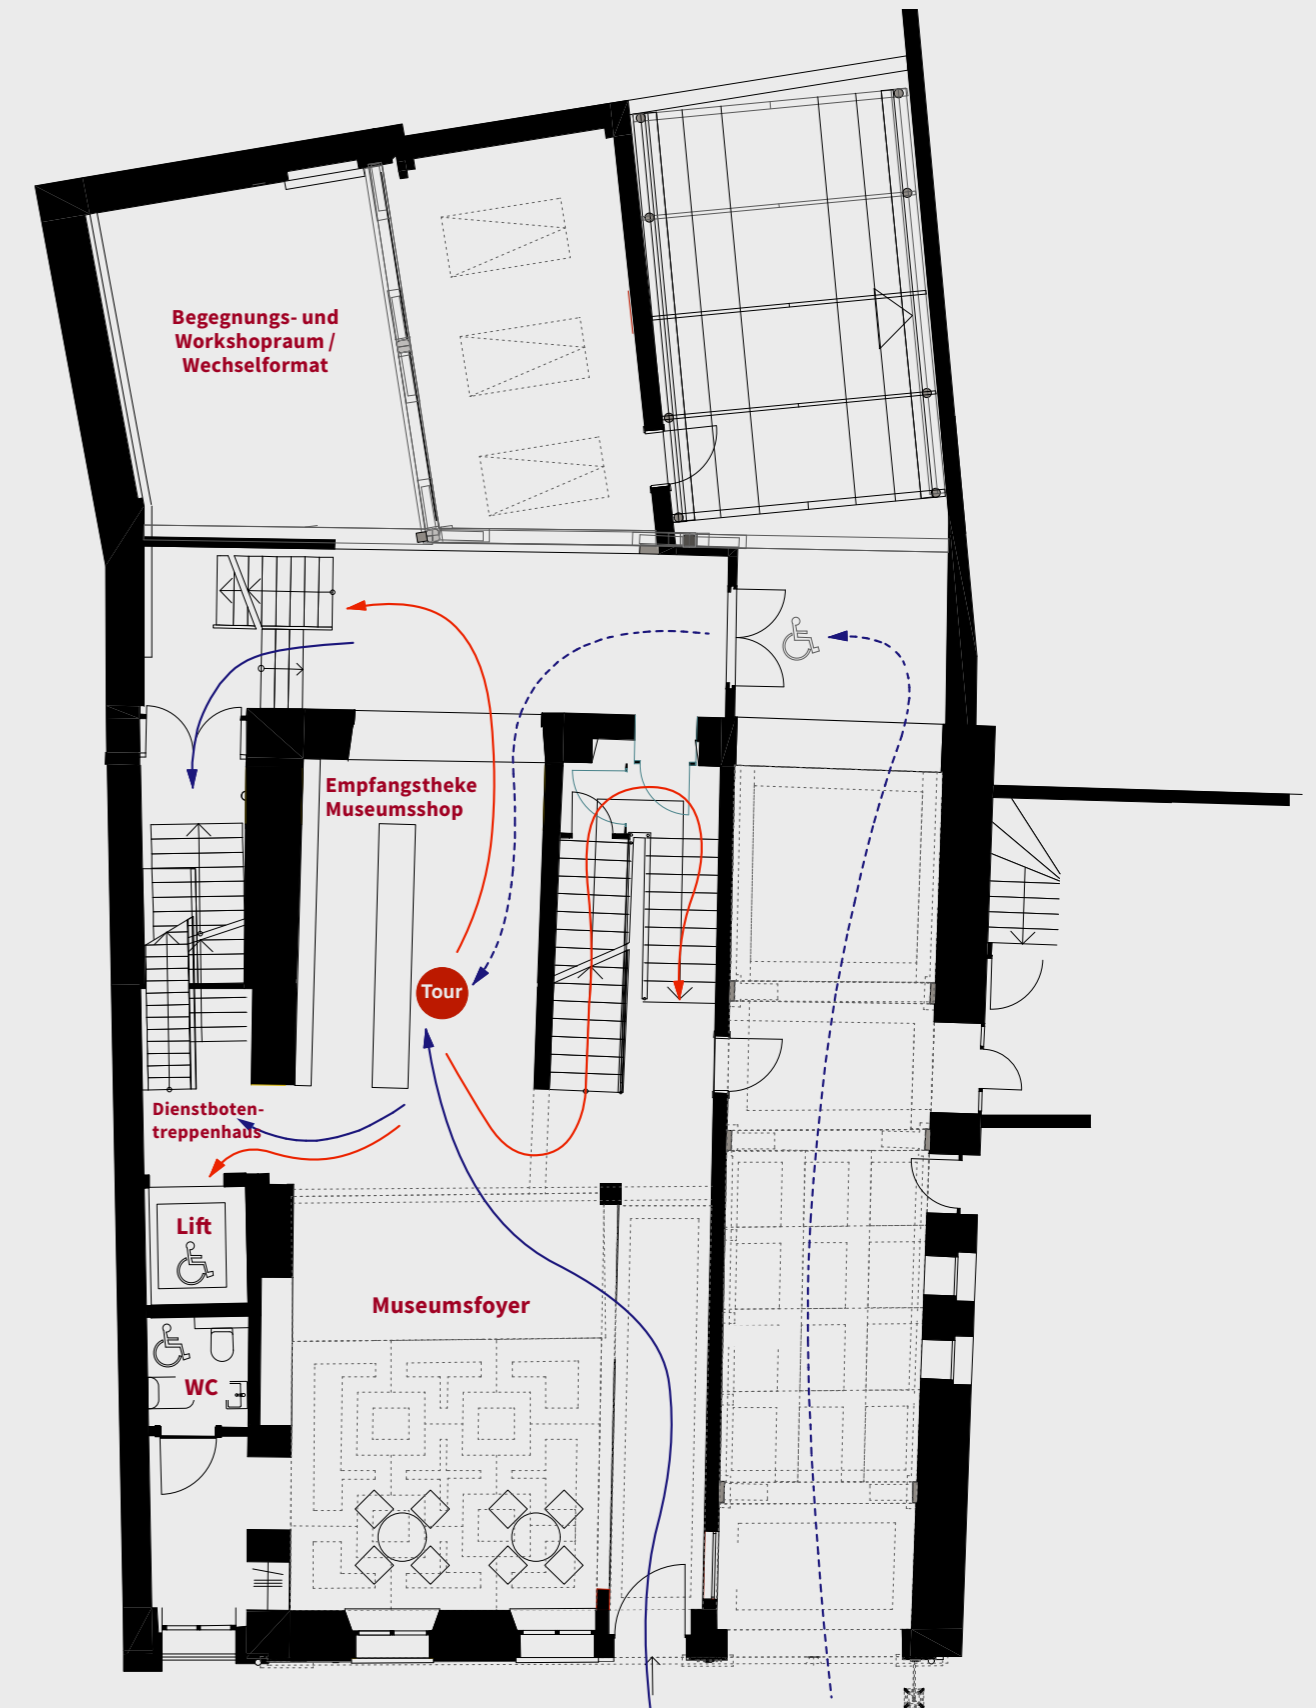 Begegnungs- und
Workshopraum /
Wechselformat
Empfangstheke
Museumsshop
Tour
Dienstboten-
treppenhaus
Lift
Museumsfoyer
WC